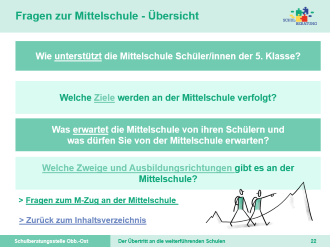 Fragen zur Mittelschule - Übersicht
SCHUL
BERATUNG
Wie unterstützt die Mittelschule Schüler/innen der 5. Klasse?
Welche Ziele werden an der Mittelschule verfolgt?
Was erwartet die Mittelschule von ihren Schülern und
was dürfen Sie von der Mittelschule erwarten?
Welche Zweige und Ausbildungsrichtungen gibt es an der
Mittelschule?
> Fragen zum M-Zug an der Mittelschule
> Zurück zum Inhaltsverzeichnis
Schulberatungsstelle Obb.-Ost
Der Übertritt an die weiterführenden Schulen
22